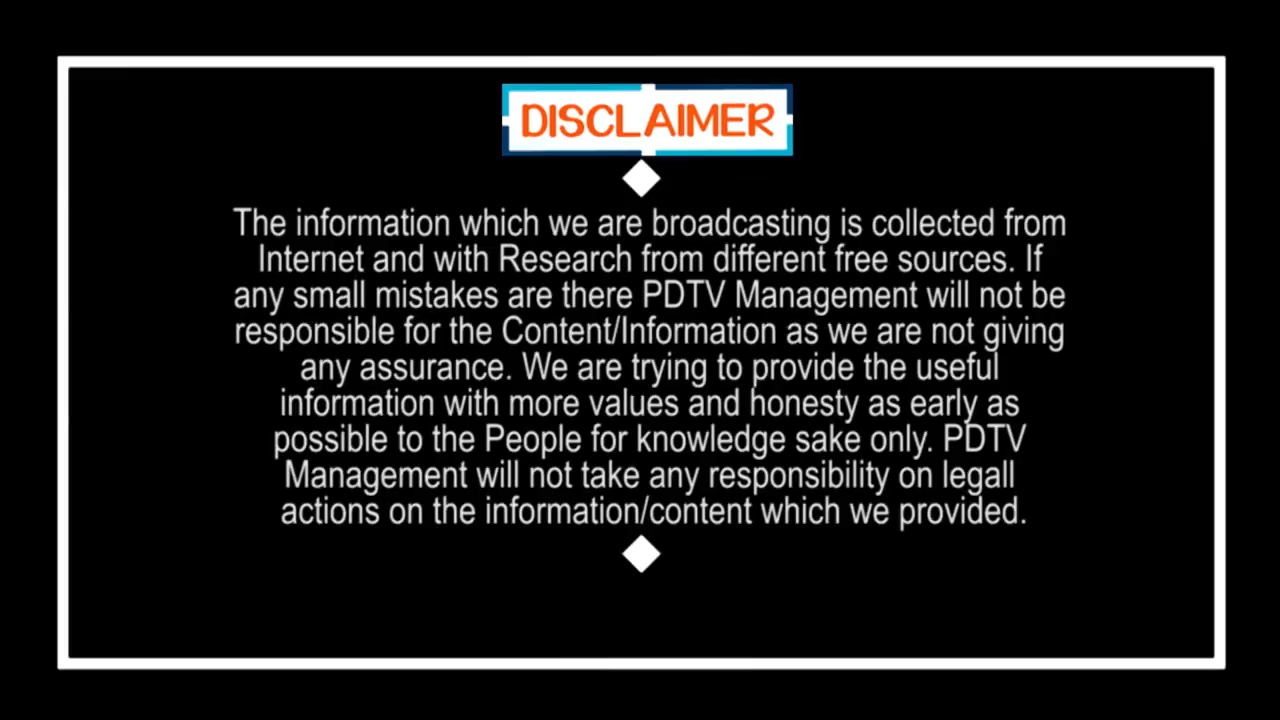 DISCLAIMER
The information which we are broadcasting is collected from
Internet and with Research from different free sources. If
any small mistakes are there PDTV Management will not be
responsible for the Content/Information as we are not giving
any assurance. We are trying to provide the useful
information with more values and honesty as early as
possible to the People for knowledge sake only. PDTV
Management will not take any responsibility on legall
actions on the information/content which we provided.